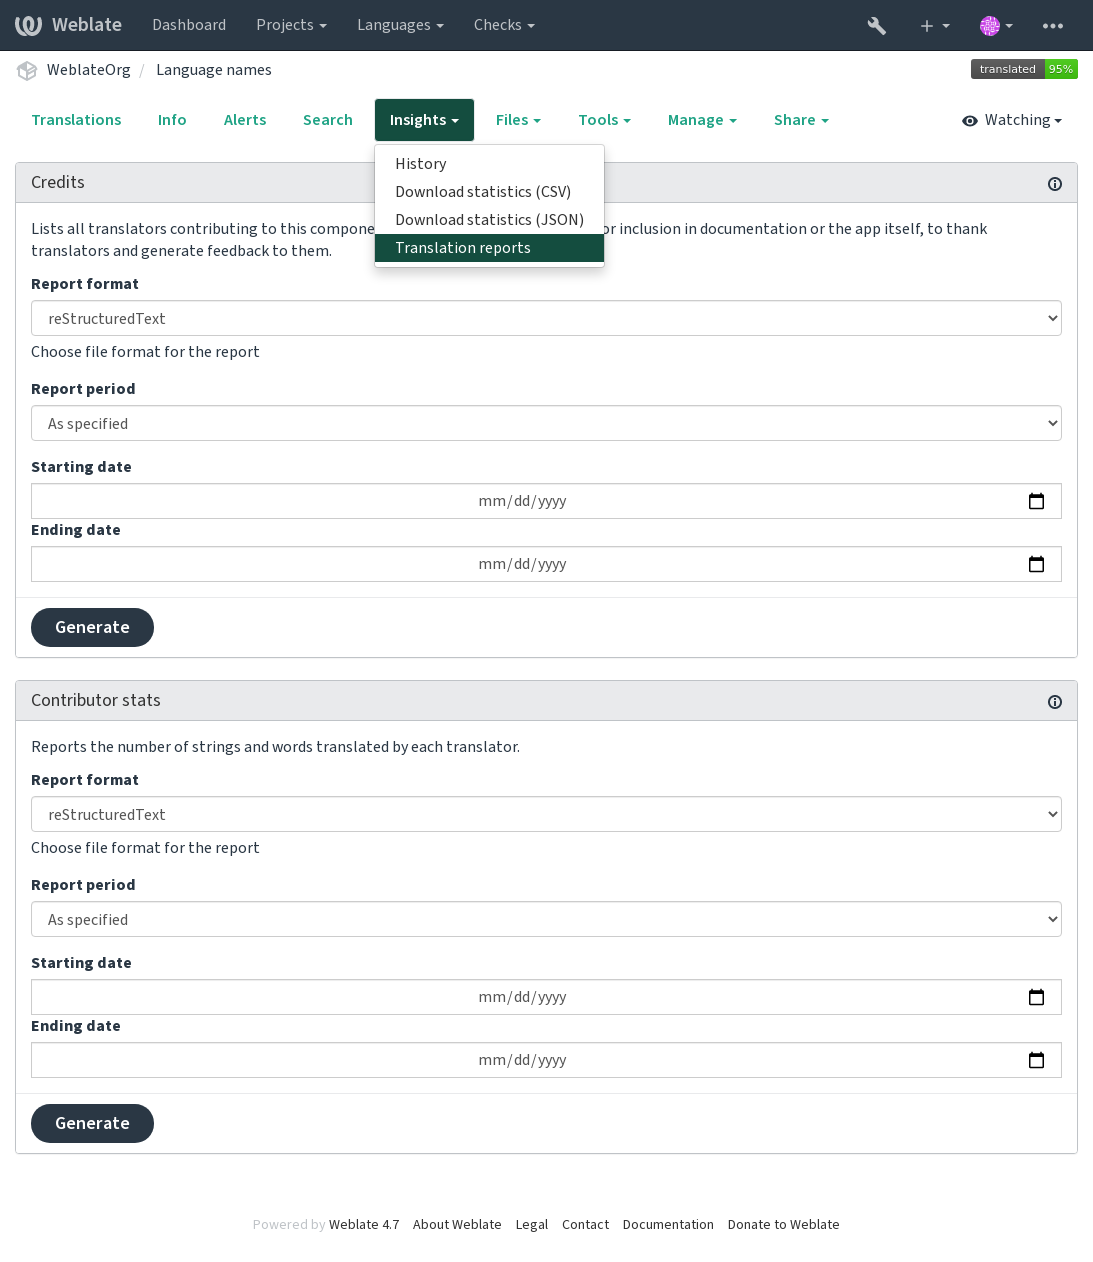 Weblate Dashboard Projects Languages Checks
WeblateOrg / Language names translated 95%
Translations Info Alerts Search Insights Files Tools Manage Share Watching
History
Download statistics (CSV)
Download statistics (JSON)
Translation reports
Credits
Lists all translators contributing to this compone or inclusion in documentation or the app itself, to thank
translators and generate feedback to them.
Report format
reStructuredText
Choose file format for the report
Report period
As specified
Starting date
mm/dd/yyyy
Ending date
mm/dd/yyyy
Generate
Contributor stats
Reports the number of strings and words translated by each translator.
Report format
reStructuredText
Choose file format for the report
Report period
As specified
Starting date
mm/dd/yyyy
Ending date
mm/dd/yyyy
Generate
Powered by Weblate 4.7 About Weblate Legal Contact Documentation Donate to Weblate